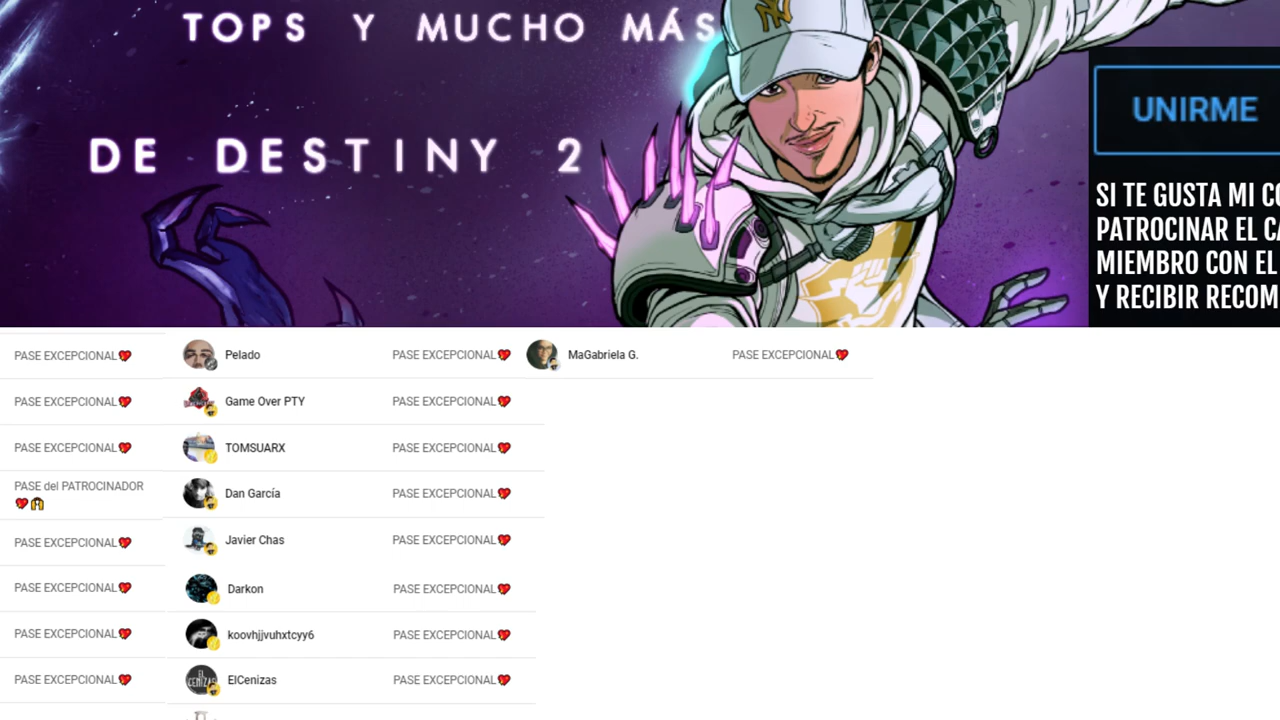 TOPS Y MUCHO MÁS
DE DESTINY 2
UNIRME
SI TE GUSTA MI
PATROCINAR EL
MIEMBRO CON EL
Y RECIBIR
PASE EXCEPCIONAL
Pelado PASE EXCEPCIONAL
MaGabriela G. PASE EXCEPCIONAL
PASE EXCEPCIONAL
Game Over PTY PASE EXCEPCIONAL
PASE EXCEPCIONAL
TOMSUARX PASE EXCEPCIONAL
PASE del PATROCINADOR
Dan García PASE EXCEPCIONAL
PASE EXCEPCIONAL
Javier Chas PASE EXCEPCIONAL
PASE EXCEPCIONAL
Darkon PASE EXCEPCIONAL
PASE EXCEPCIONAL
koovhjjvuhxtcyy6 PASE EXCEPCIONAL
PASE EXCEPCIONAL
ElCenizas PASE EXCEPCIONAL